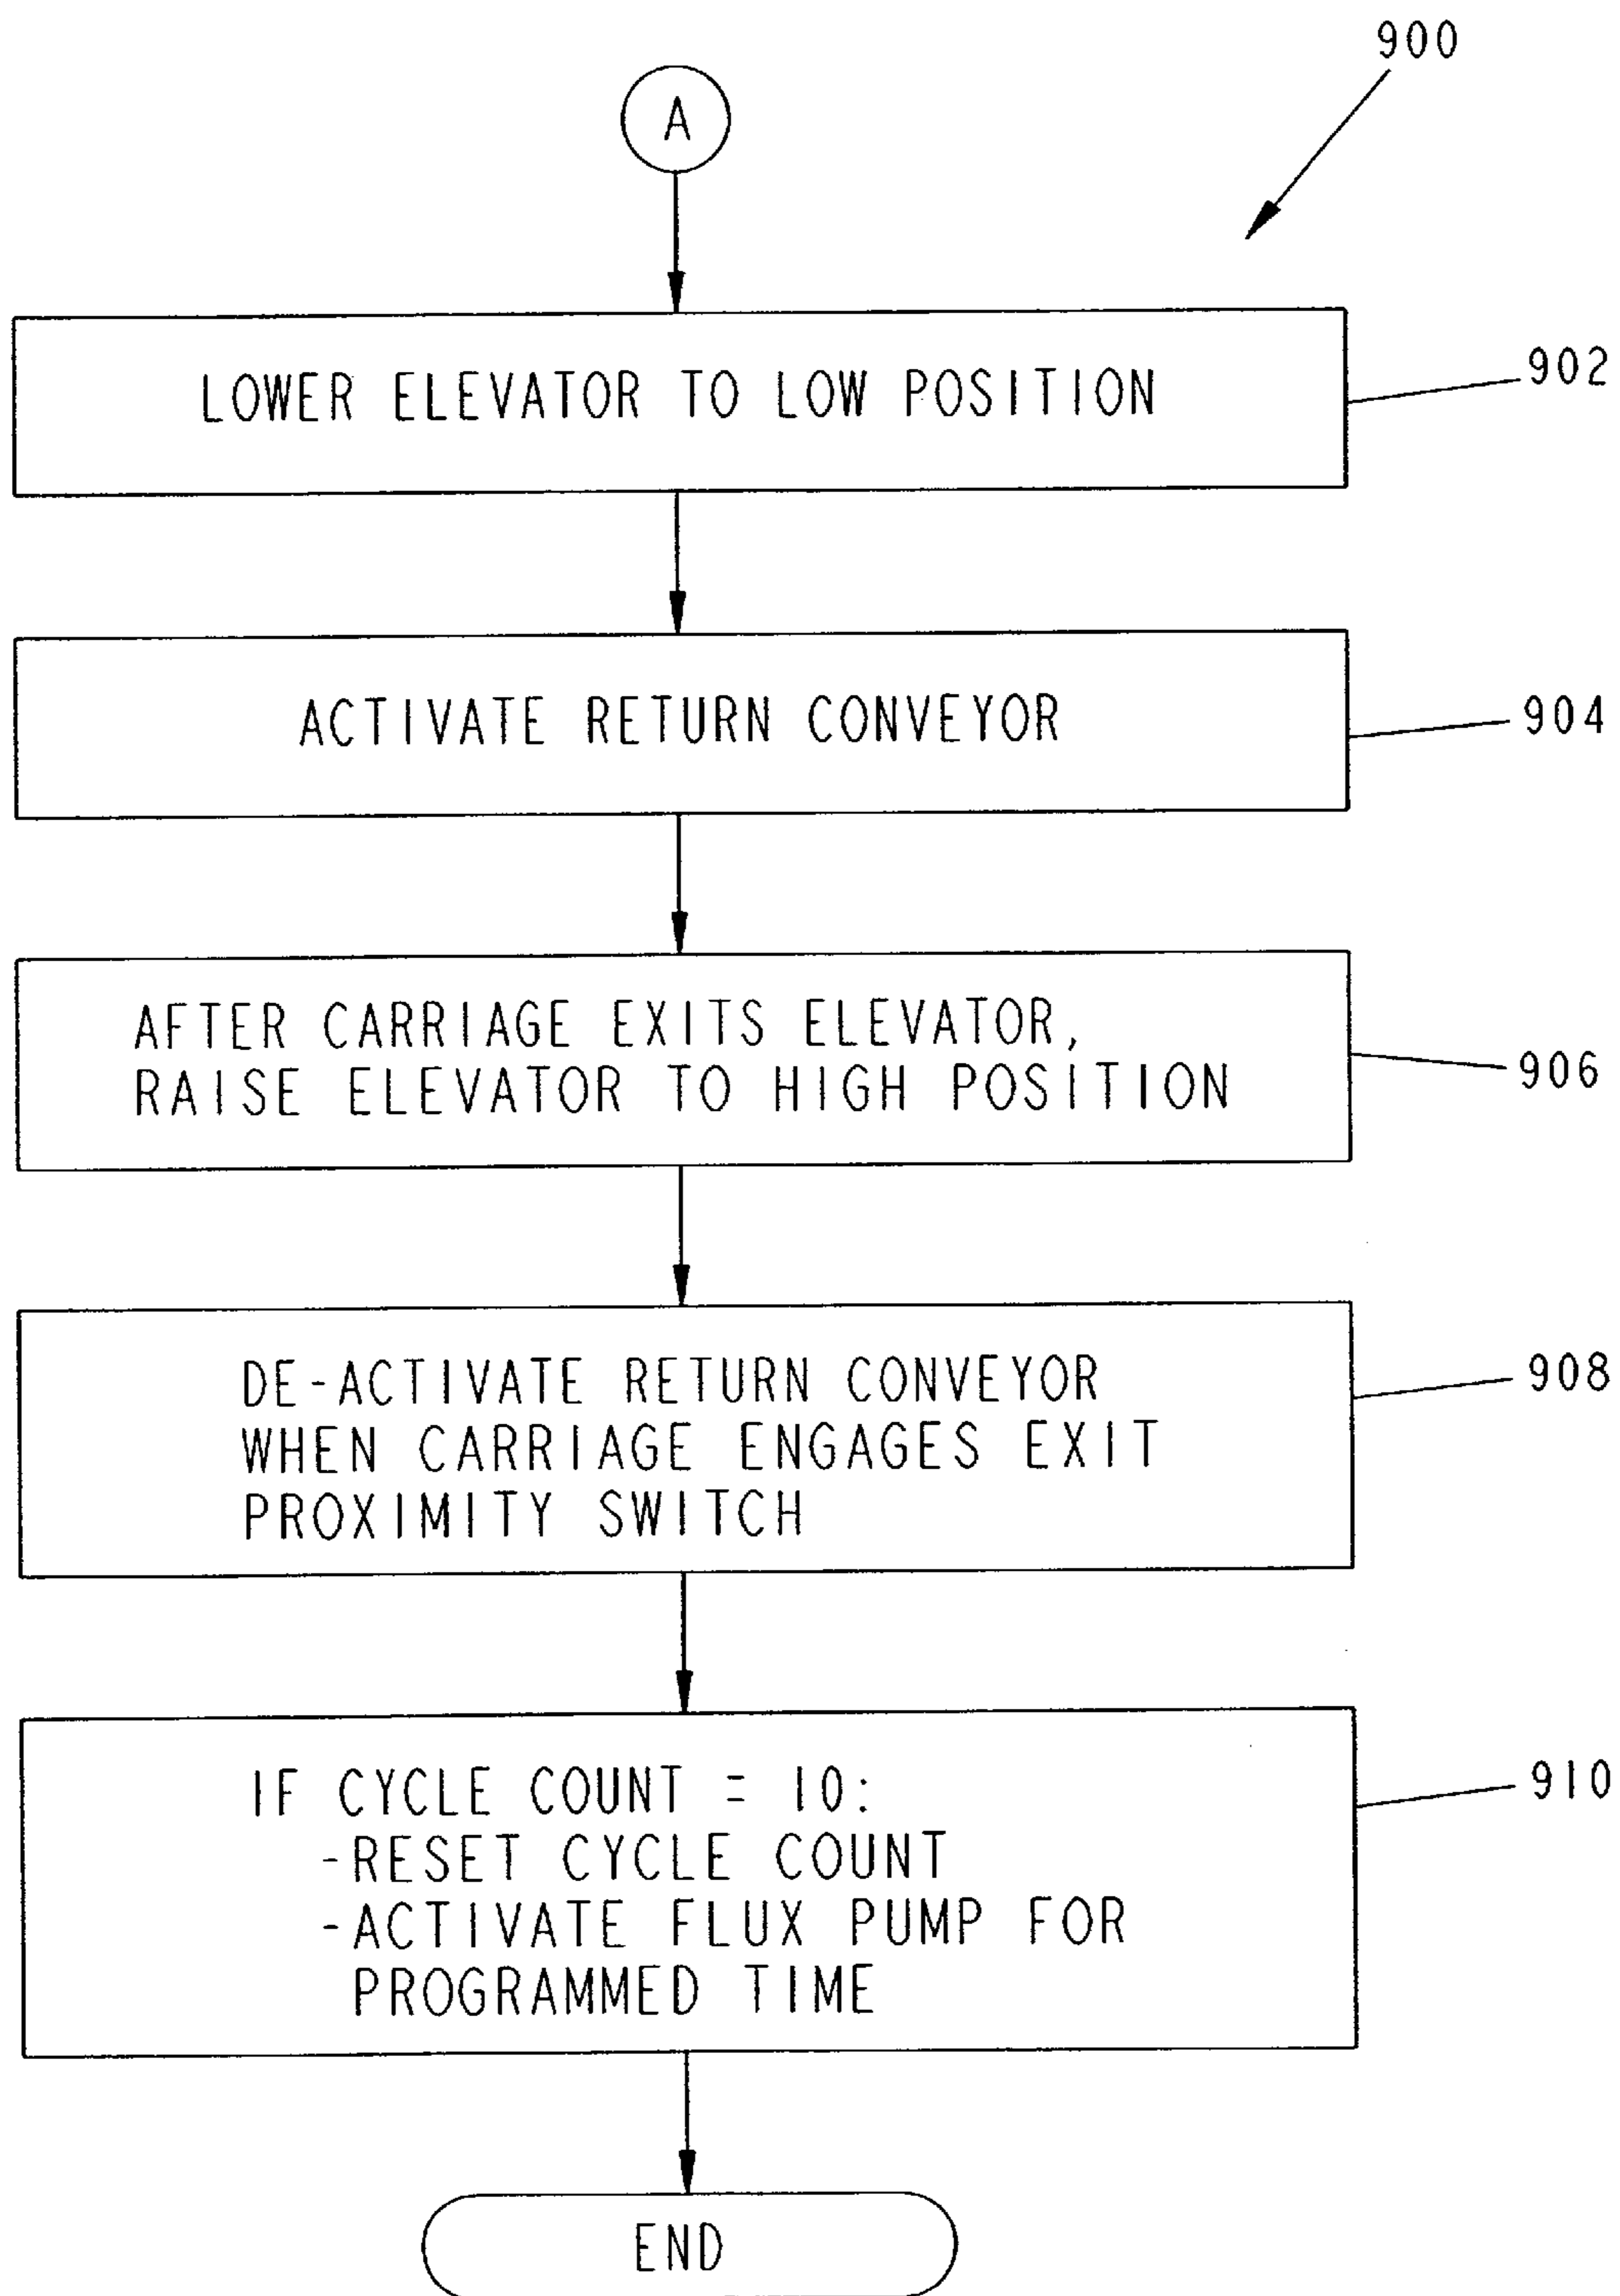 900
A
LOWER ELEVATOR TO LOW POSITION
902
ACTIVATE RETURN CONVEYOR
904
AFTER CARRIAGE EXITS ELEVATOR,
RAISE ELEVATOR TO HIGH POSITION
906
DE-ACTIVATE RETURN CONVEYOR
WHEN CARRIAGE ENGAGES EXIT
PROXIMITY SWITCH
908
IF CYCLE COUNT = 10:
-RESET CYCLE COUNT
-ACTIVATE FLUX PUMP FOR
PROGRAMMED TIME
910
END